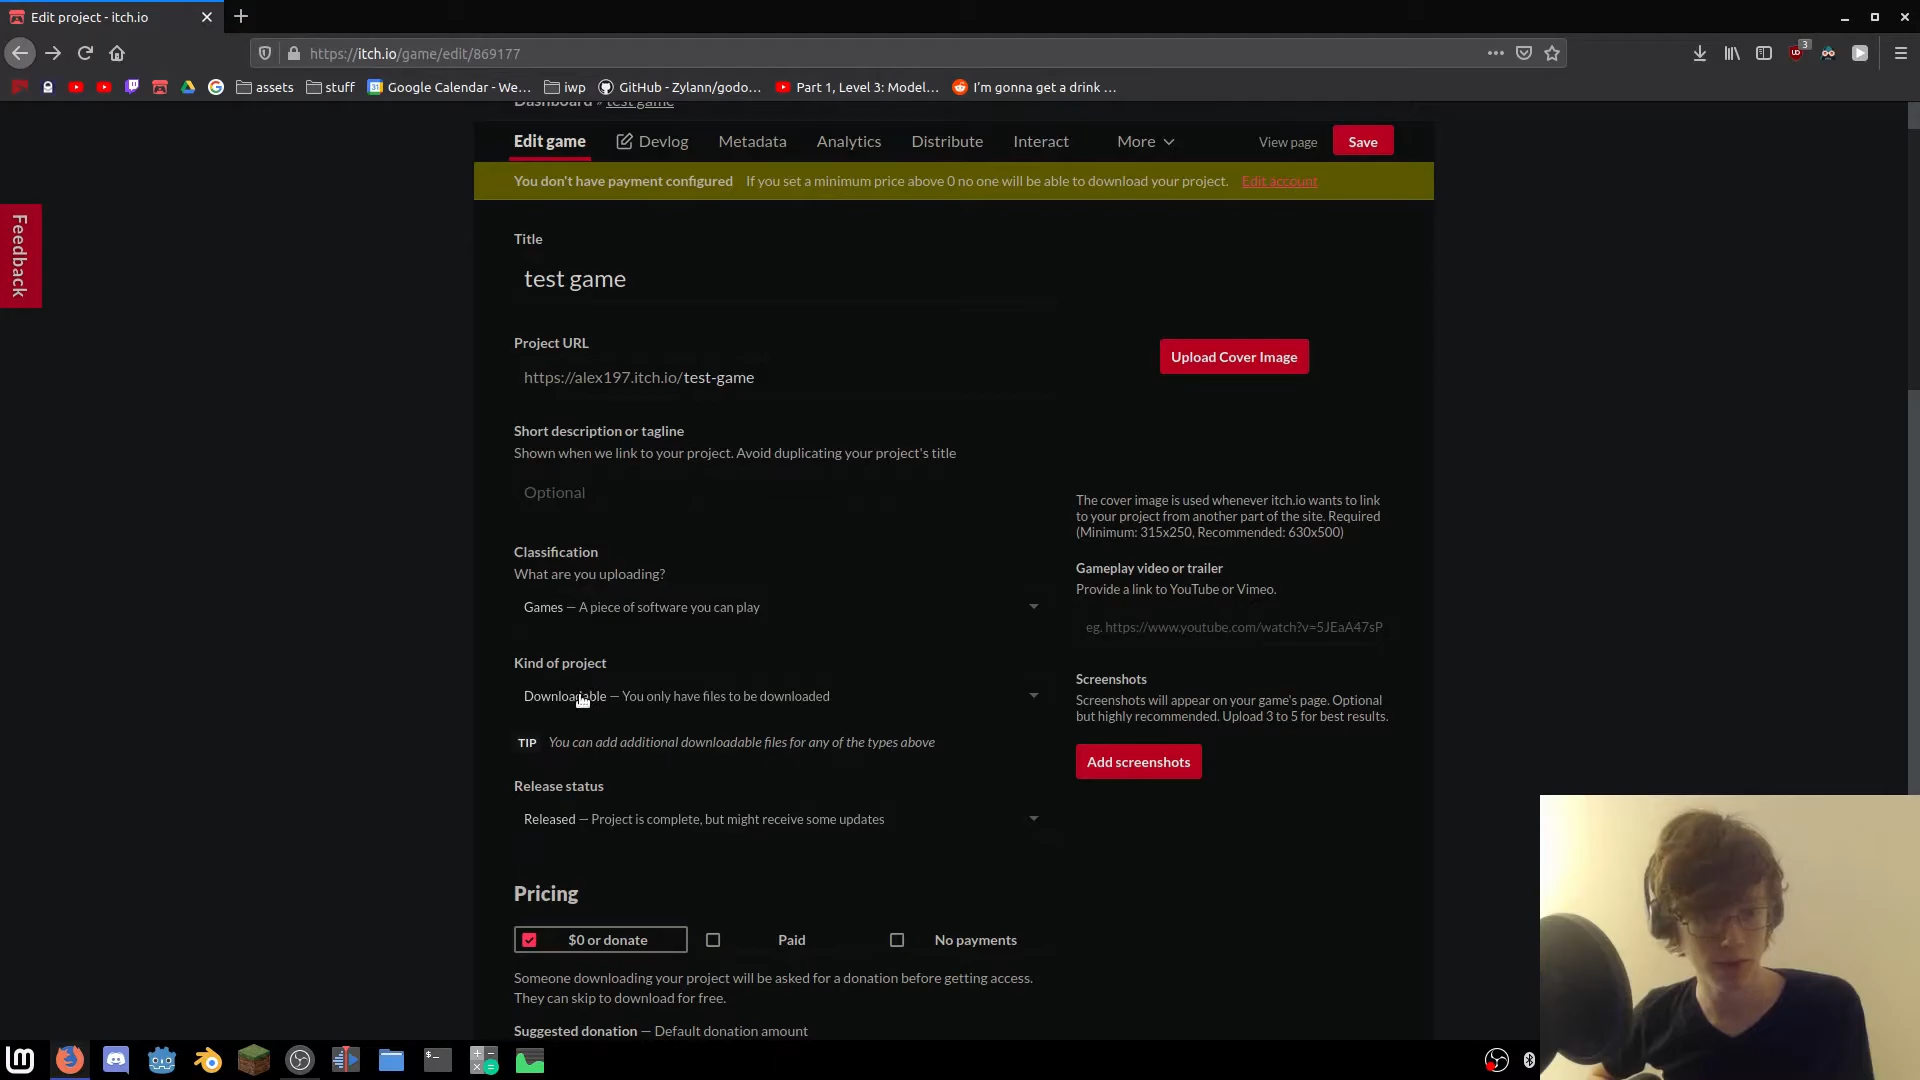 Edit project - itch.io
https://itch.io/game/edit/869177
3
assets
stuff
Google Calendar - We...
iwp
GitHub - Zylann/godo...
Part 1, Level 3: Model...
I'm gonna get a drink ...
Dashboard » test game
Edit game
Devlog
Metadata
Analytics
Distribute
Interact
More
View page
Save
You don't have payment configured If you set a minimum price above 0 no one will be able to download your project. Edit account
Feedback
Title
test game
Project URL
https://alex197.itch.io/test-game
Upload Cover Image
Short description or tagline
Shown when we link to your project. Avoid duplicating your project's title
Optional
The cover image is used whenever itch.io wants to link
to your project from another part of the site. Required
(Minimum: 315x250, Recommended: 630x500)
Classification
What are you uploading?
Games — A piece of software you can play
Gameplay video or trailer
Provide a link to YouTube or Vimeo.
eg. https://www.youtube.com/watch?v=5JEaA47sP
Kind of project
Downloadable — You only have files to be downloaded
TIP You can add additional downloadable files for any of the types above
Screenshots
Screenshots will appear on your game's page. Optional
but highly recommended. Upload 3 to 5 for best results.
Add screenshots
Release status
Released — Project is complete, but might receive some updates
Pricing
$0 or donate
Paid
No payments
Someone downloading your project will be asked for a donation before getting access.
They can skip to download for free.
Suggested donation — Default donation amount